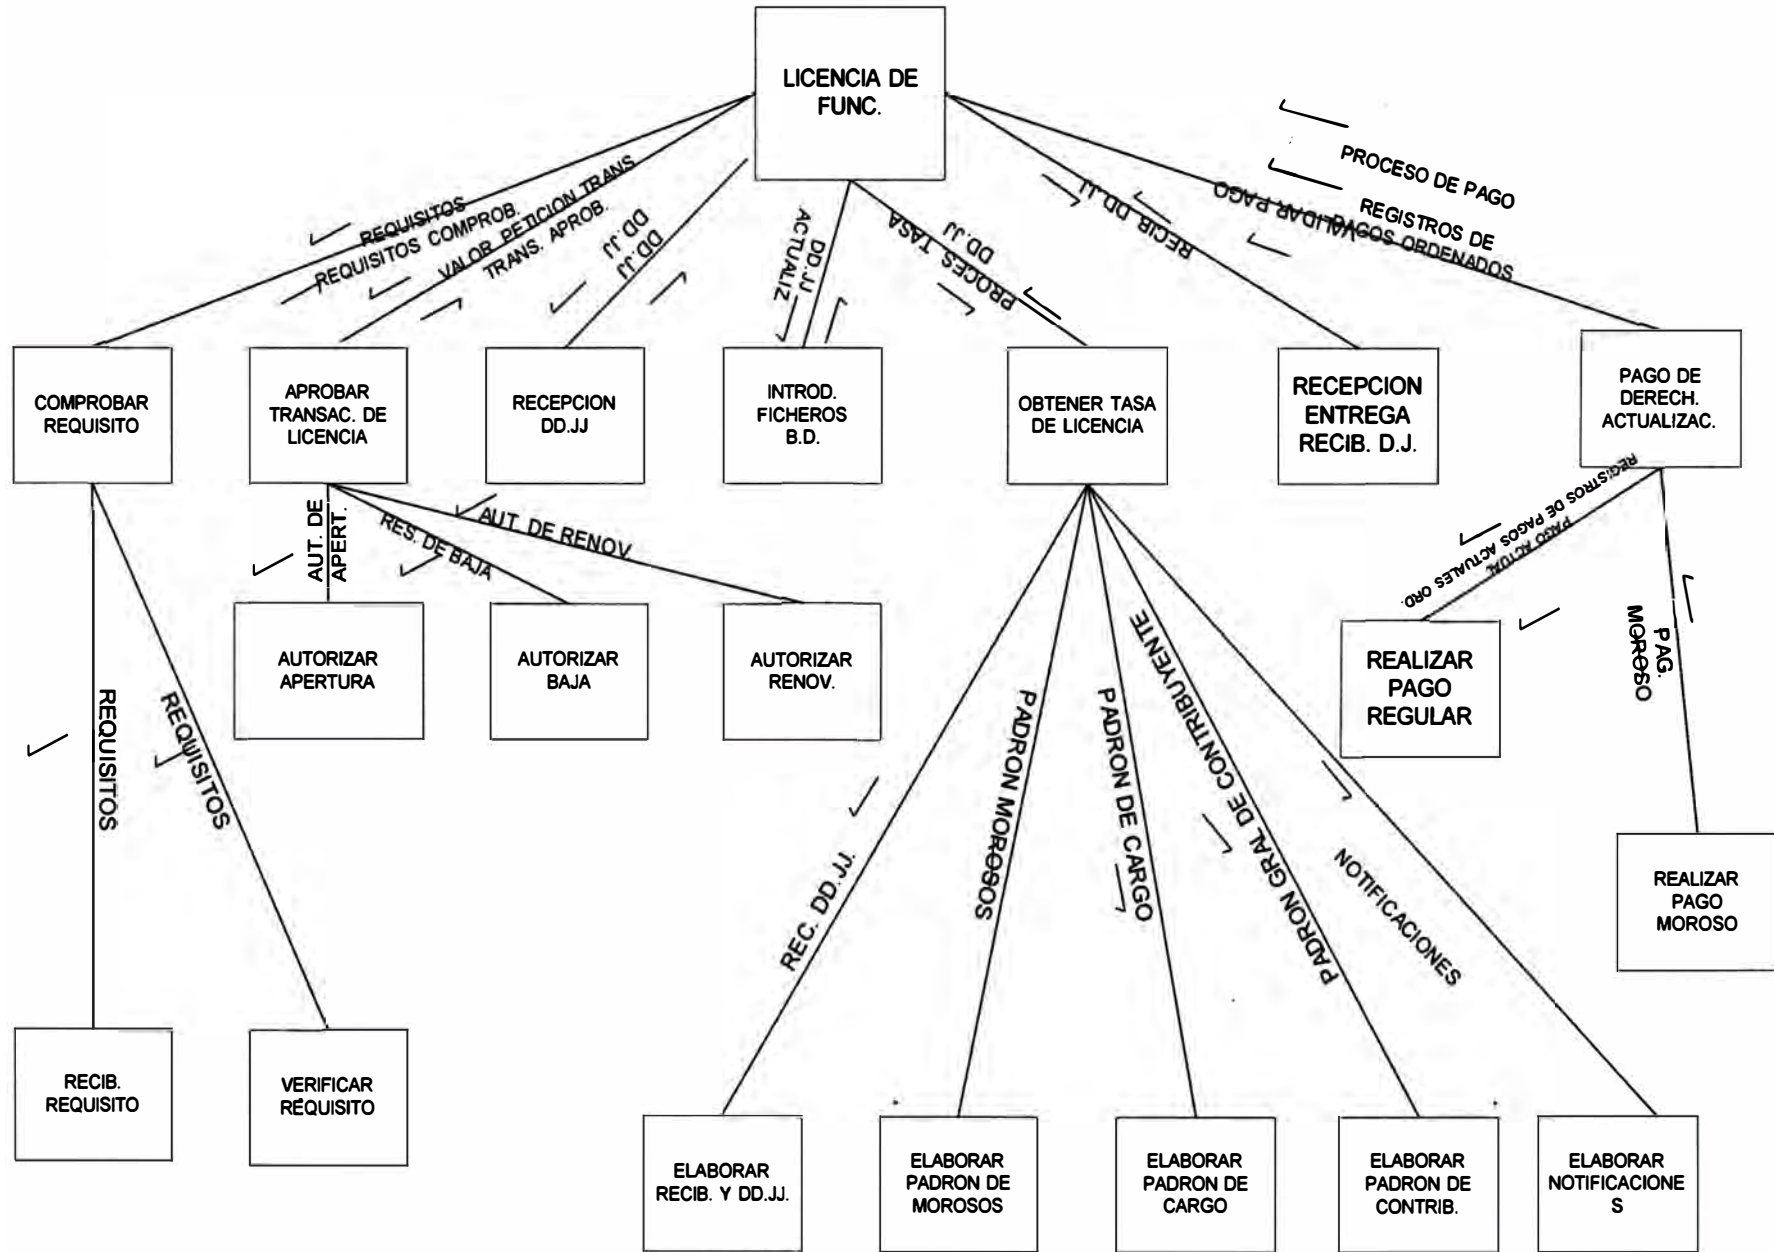 LICENCIA DE
FUNC.
PROCESO DE PAGO
REGISTROS DE
PAGOS ORDENADOS
VALIDAR PAGO
REQUISITOS
REQUISITOS COMPROB.
VALOR PETICION TRANS
TRANS. APROB.
DD.JJ
DD.JJ
DD.JJ
ACTUALIZ
PROCES TASA
DD.JJ
RECIB. DD.JJ
COMPROBAR
REQUISITO
APROBAR
TRANSAC. DE
LICENCIA
RECEPCION
DD.JJ
INTROD.
FICHEROS
B.D.
OBTENER TASA
DE LICENCIA
RECEPCION
ENTREGA
RECIB. D.J.
PAGO DE
DERECH.
ACTUALIZAC.
AUT. DE
APERT.
RES. DE BAJA
AUT. DE RENOV
REGISTROS DE PAGOS ACTUALES ORD.
PAGO ACTUAL
PAG.
MOROSO
AUTORIZAR
APERTURA
AUTORIZAR
BAJA
AUTORIZAR
RENOV.
REALIZAR
PAGO
REGULAR
REQUISITOS
REQUISITOS
REC. DD.JJ.
PADRON MOROSOS
PADRON DE CARGO
PADRON GRAL DE CONTRIBUYENTE
NOTIFICACIONES
REALIZAR
PAGO
MOROSO
RECIB.
REQUISITO
VERIFICAR
REQUISITO
ELABORAR
RECIB. Y DD.JJ.
ELABORAR
PADRON DE
MOROSOS
ELABORAR
PADRON DE
CARGO
ELABORAR
PADRON DE
CONTRIB.
ELABORAR
NOTIFICACIONE
S